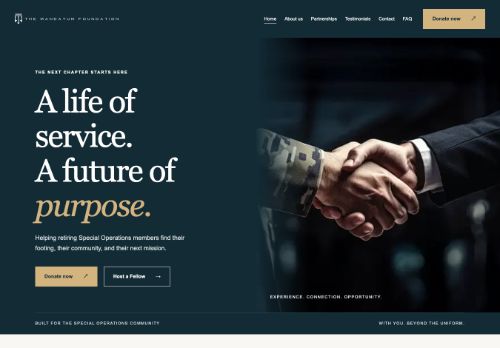 THE MANEATUM FOUNDATION
Home About us Partnerships Testimonials Contact FAQ Donate now ↗
THE NEXT CHAPTER STARTS HERE
A life of
service.
A future of
purpose.
Helping retiring Special Operations members find their
footing, their community, and their next mission.
Donate now ↗ Host a Fellow →
EXPERIENCE. CONNECTION. OPPORTUNITY.
BUILT FOR THE SPECIAL OPERATIONS COMMUNITY WITH YOU. BEYOND THE UNIFORM.